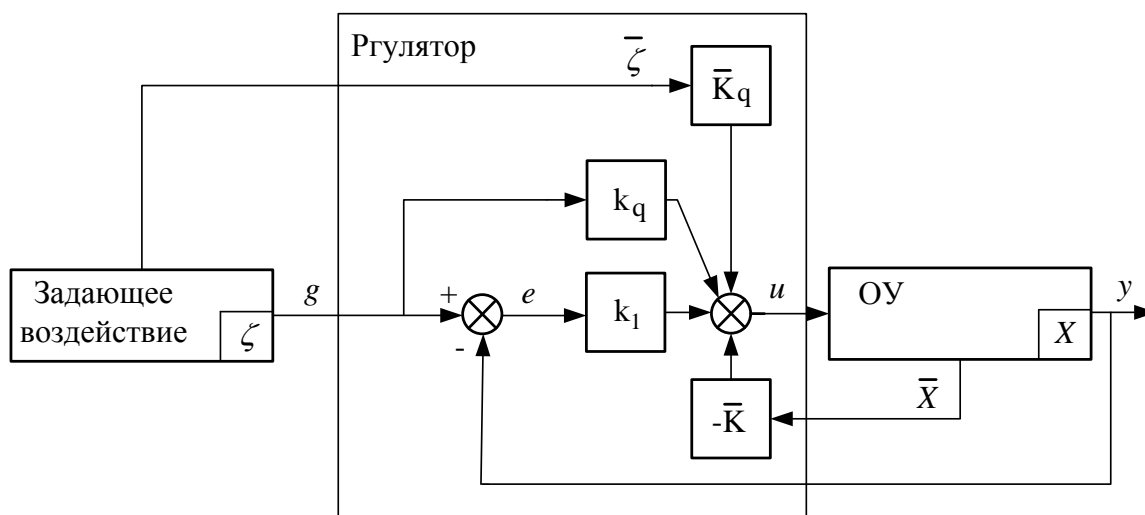 Ргулятор
ζ̄
K̄q
kq
Задающее
воздействие
ζ
g
+
-
e
k1
u
ОУ
X
y
X̄
-K̄